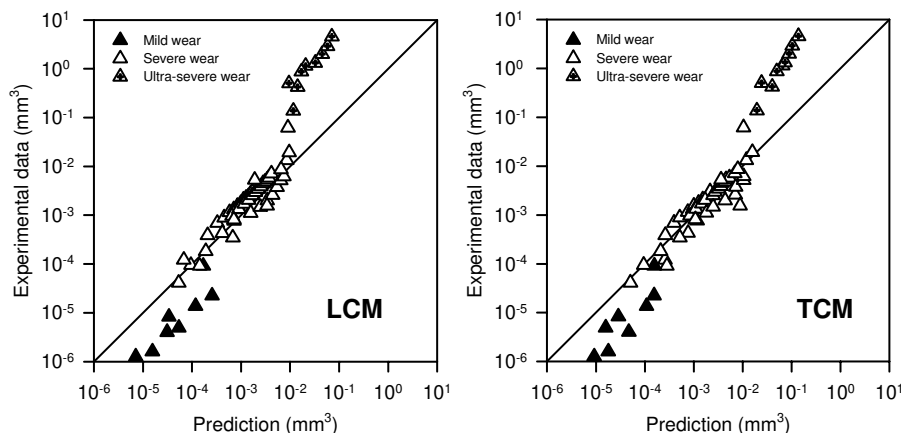 Experimental data (mm³)
10¹
10⁰
10⁻¹
10⁻²
10⁻³
10⁻⁴
10⁻⁵
10⁻⁶
Mild wear
Severe wear
Ultra-severe wear
LCM
10⁻⁶ 10⁻⁵ 10⁻⁴ 10⁻³ 10⁻² 10⁻¹ 10⁰ 10¹
Prediction (mm³)
Experimental data (mm³)
10¹
10⁰
10⁻¹
10⁻²
10⁻³
10⁻⁴
10⁻⁵
10⁻⁶
Mild wear
Severe wear
Ultra-severe wear
TCM
10⁻⁶ 10⁻⁵ 10⁻⁴ 10⁻³ 10⁻² 10⁻¹ 10⁰ 10¹
Prediction (mm³)